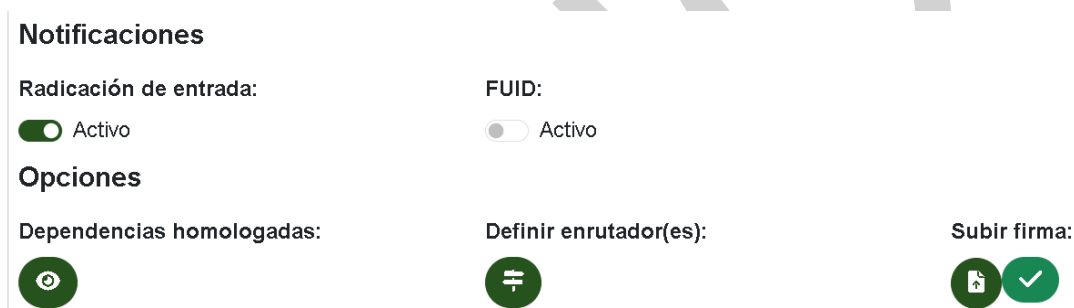 Notificaciones
Radicación de entrada: FUID:
Activo Activo
Opciones
Dependencias homologadas: Definir enrutador(es): Subir firma: